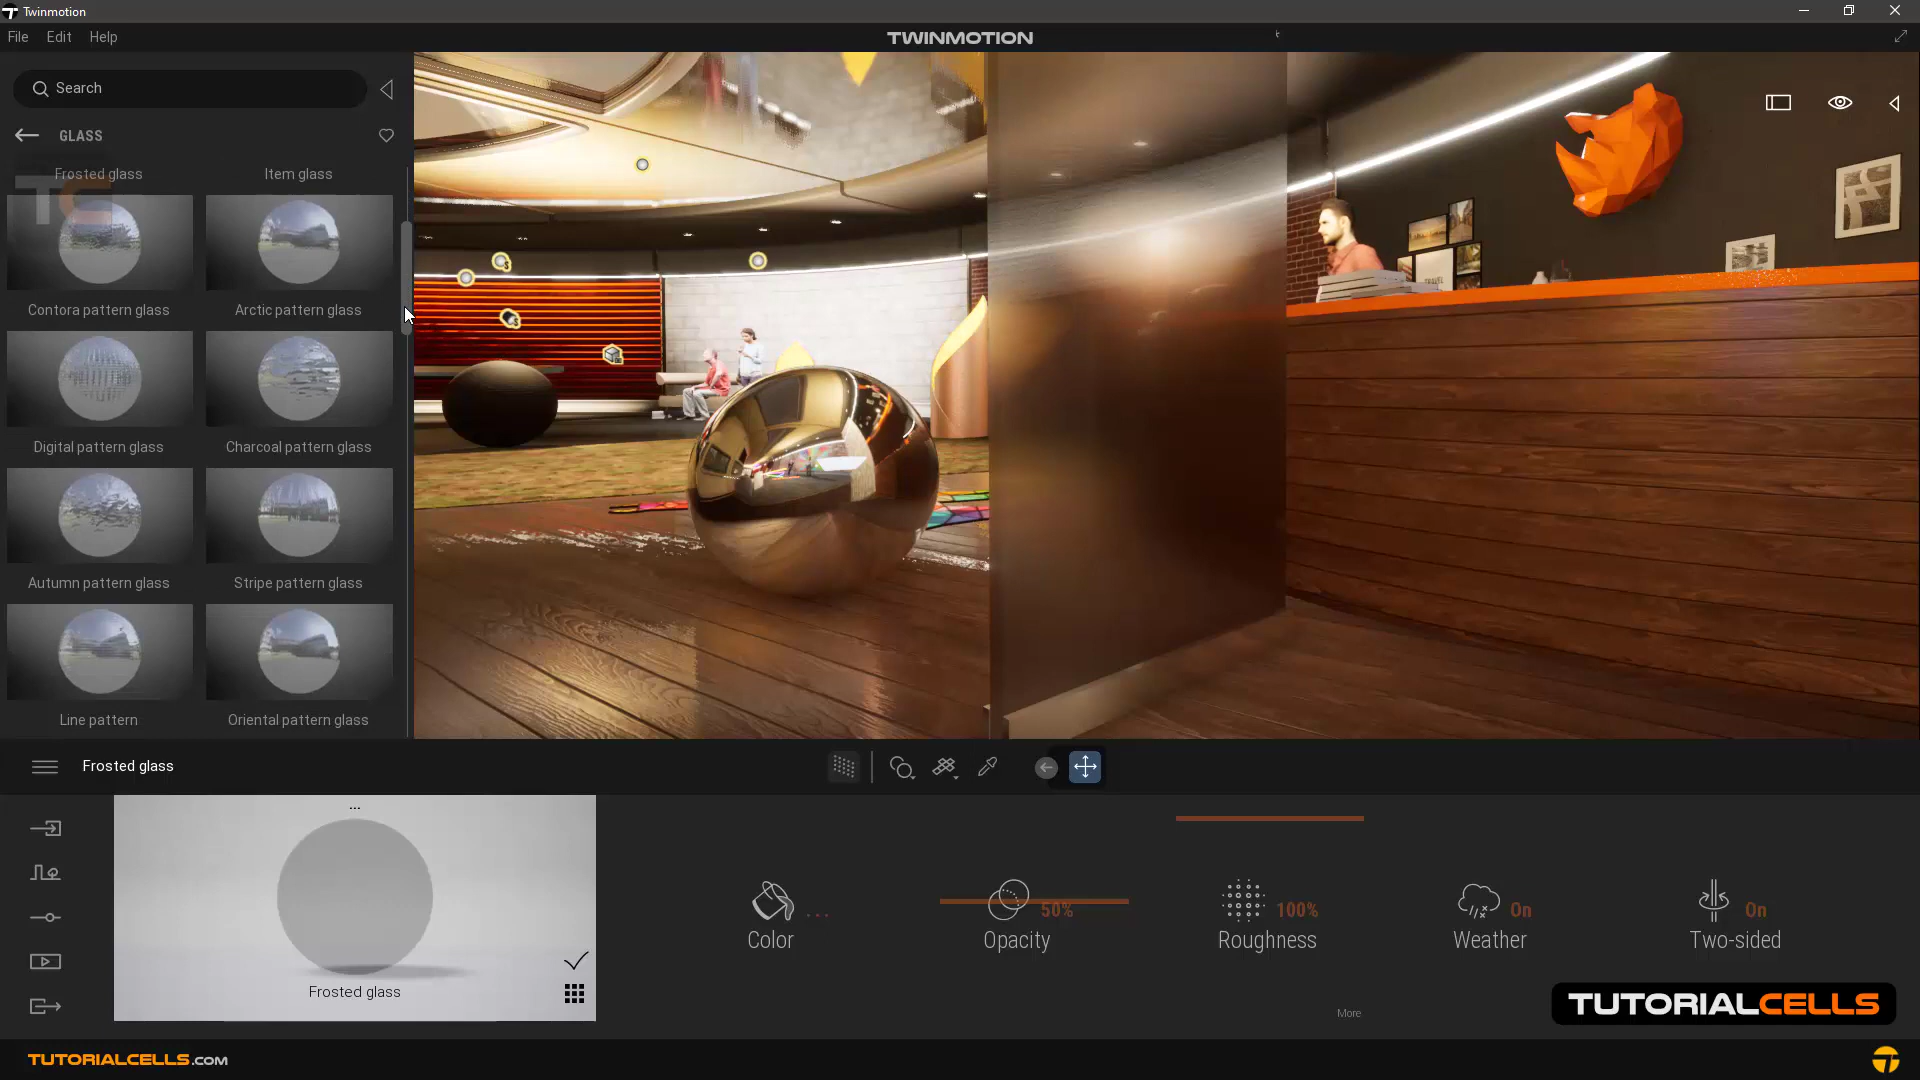 Twinmotion
File Edit Help
TWINMOTION
Search
GLASS
Frosted glass Item glass
TC
Contora pattern glass Arctic pattern glass
Digital pattern glass Charcoal pattern glass
Autumn pattern glass Stripe pattern glass
Line pattern Oriental pattern glass
Frosted glass
...
Frosted glass
... 50% 100% On On
Color Opacity Roughness Weather Two-sided
More
TUTORIALCELLS
TUTORIALCELLS.COM